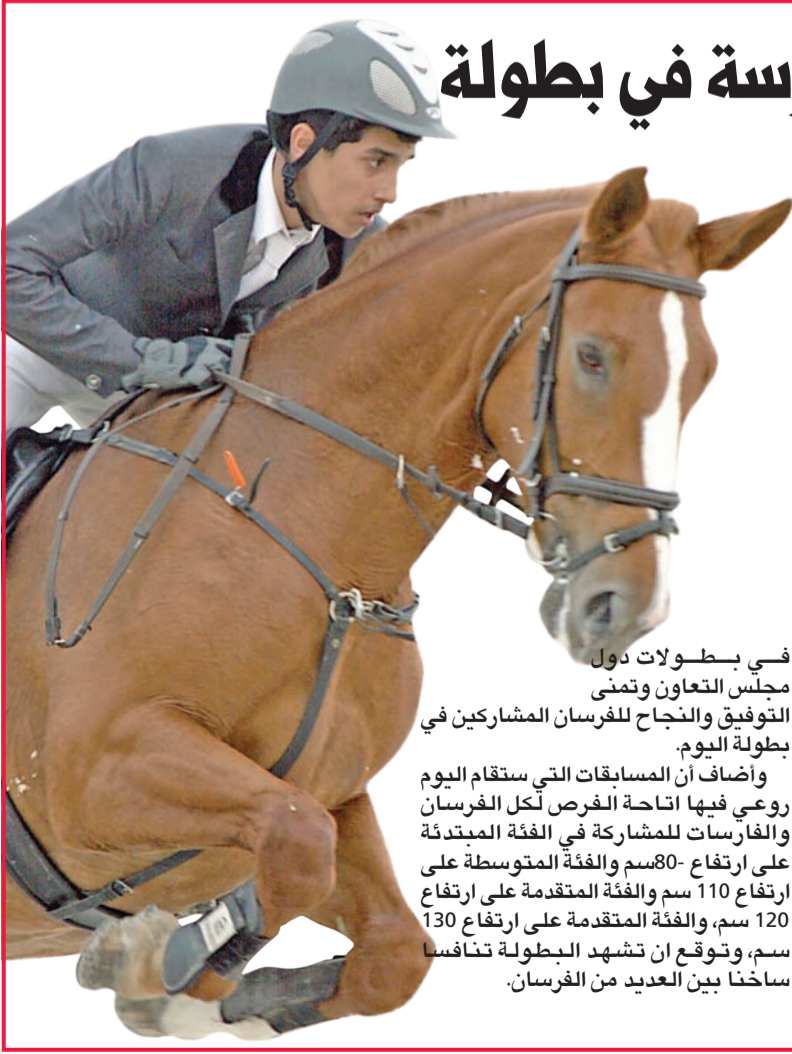 في بطولة
في بطولات دول
مجلس التعاون وتمنى
التوفيق والنجاح للفرسان المشاركين في
بطولة اليوم.
وأضاف أن المسابقات التي ستقام اليوم
روعي فيها اتاحة الفرص لكل الفرسان
والفارسات للمشاركة في الفئة المبتدئة
على ارتفاع -80سم والفئة المتوسطة على
ارتفاع 110 سم والفئة المتقدمة على ارتفاع
120 سم، والفئة المتقدمة على ارتفاع 130
سم، وتوقع ان تشهد البطولة تنافسا
ساخنا بين العديد من الفرسان.